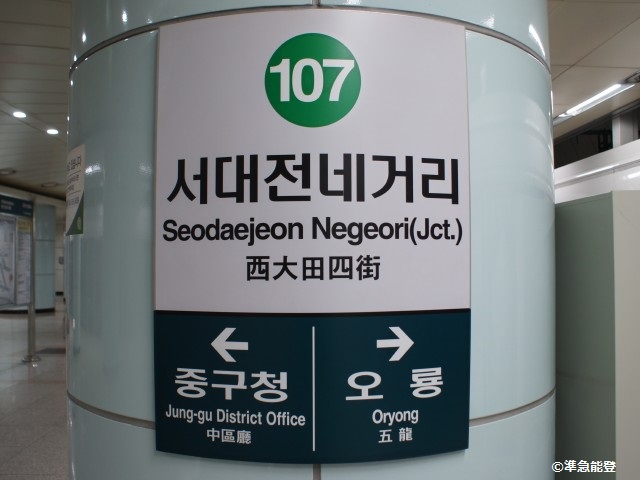 107
서대전네거리
Seodaejeon Negeori(Jct.)
西大田四街
←
중구청
Jung-gu District Office
中區廳
→
오룡
Oryong
五龍
©準急能登